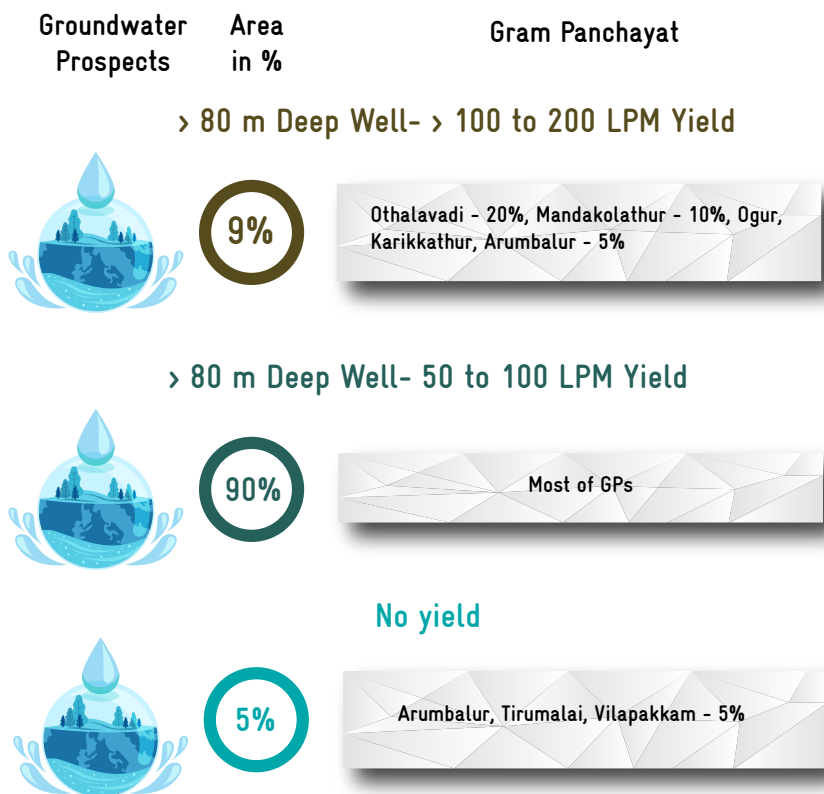 Groundwater Prospects
Area in %
Gram Panchayat
> 80 m Deep Well- > 100 to 200 LPM Yield
9%
Othalavadi - 20%, Mandakolathur - 10%, Ogur,
Karikkathur, Arumbalur - 5%
> 80 m Deep Well- 50 to 100 LPM Yield
90%
Most of GPs
No yield
5%
Arumbalur, Tirumalai, Vilapakkam - 5%